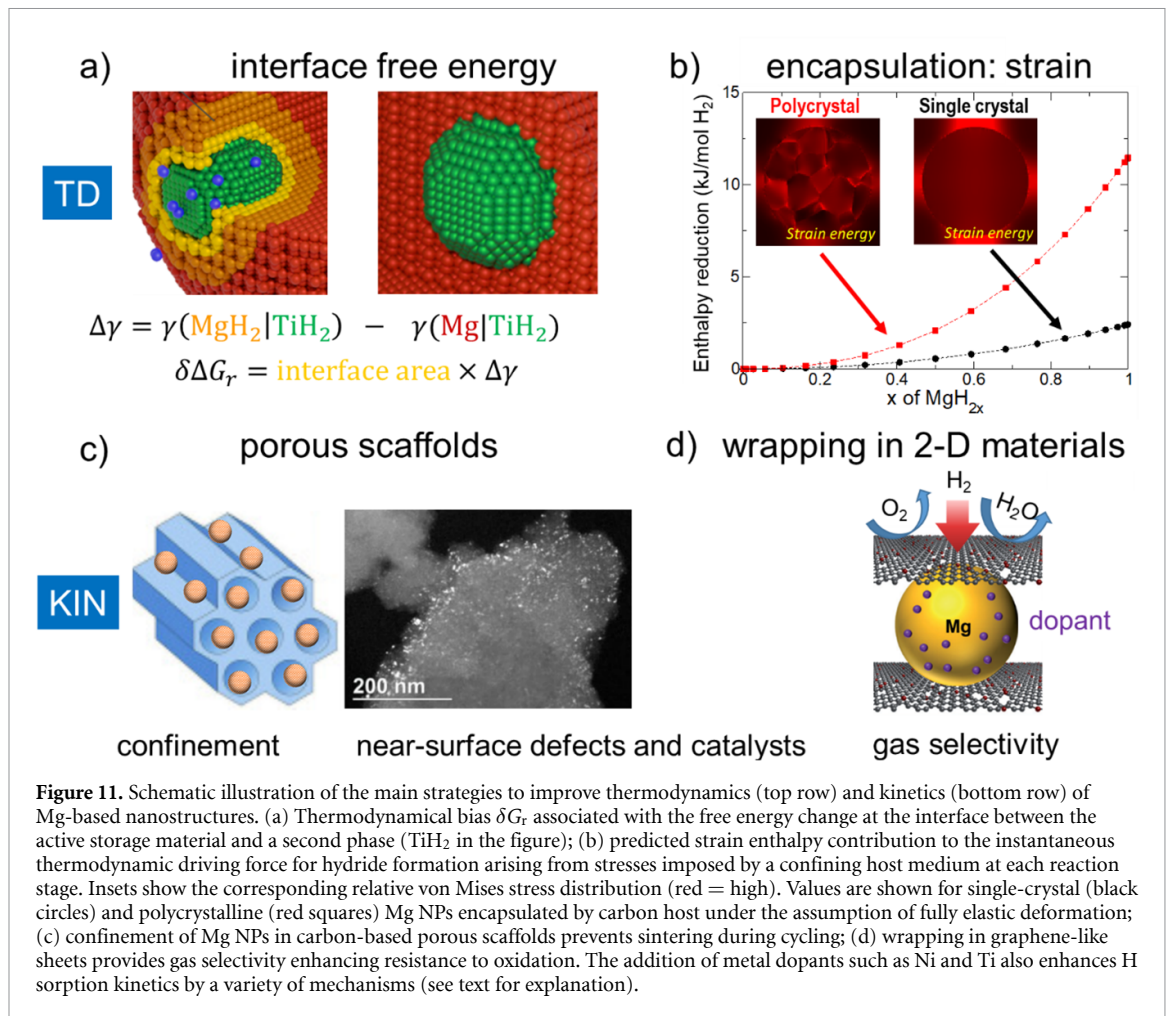 a) interface free energy
TD
Δγ = γ(MgH₂|TiH₂) − γ(Mg|TiH₂)
δΔGᵣ = interface area × Δγ
b) encapsulation: strain
Enthalpy reduction (kJ/mol H₂)
15
10
5
0
Polycrystal
Strain energy
Single crystal
Strain energy
0 0.2 0.4 0.6 0.8 1
x of MgH₂ₓ
c) porous scaffolds
KIN
200 nm
confinement
near-surface defects and catalysts
d) wrapping in 2-D materials
H₂
O₂
H₂O
Mg
dopant
gas selectivity
Figure 11. Schematic illustration of the main strategies to improve thermodynamics (top row) and kinetics (bottom row) of
Mg-based nanostructures. (a) Thermodynamical bias δGᵣ associated with the free energy change at the interface between the
active storage material and a second phase (TiH₂ in the figure); (b) predicted strain enthalpy contribution to the instantaneous
thermodynamic driving force for hydride formation arising from stresses imposed by a confining host medium at each reaction
stage. Insets show the corresponding relative von Mises stress distribution (red = high). Values are shown for single-crystal (black
circles) and polycrystalline (red squares) Mg NPs encapsulated by carbon host under the assumption of fully elastic deformation;
(c) confinement of Mg NPs in carbon-based porous scaffolds prevents sintering during cycling; (d) wrapping in graphene-like
sheets provides gas selectivity enhancing resistance to oxidation. The addition of metal dopants such as Ni and Ti also enhances H
sorption kinetics by a variety of mechanisms (see text for explanation).